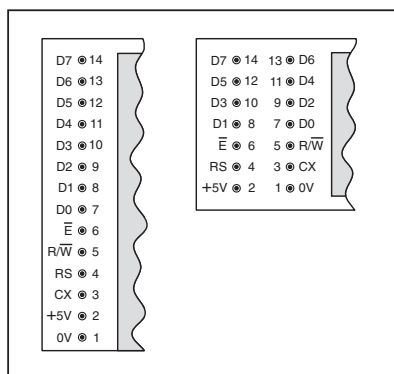 D7 14
D6 13
D5 12
D4 11
D3 10
D2 9
D1 8
D0 7
E̅ 6
R/W̅ 5
RS 4
CX 3
+5V 2
0V 1
D7 14 13 D6
D5 12 11 D4
D3 10 9 D2
D1 8 7 D0
E̅ 6 5 R/W̅
RS 4 3 CX
+5V 2 1 0V